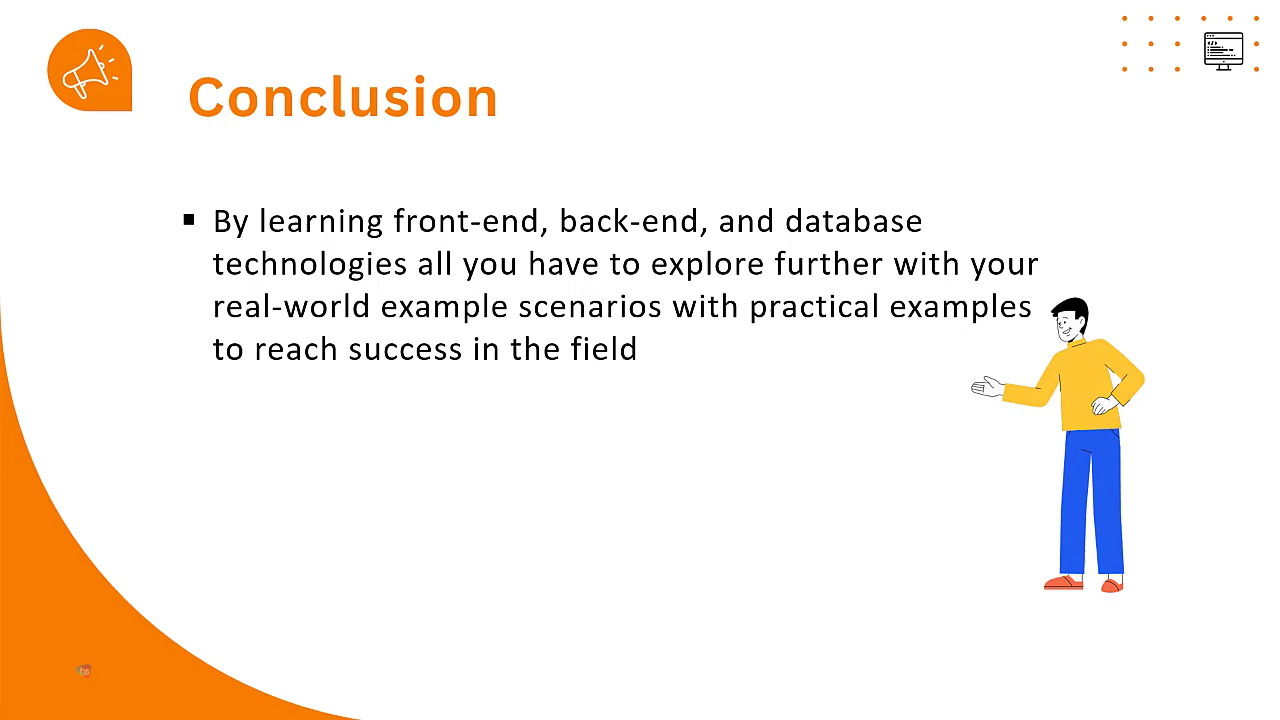 Conclusion
▪ By learning front-end, back-end, and database
technologies all you have to explore further with your
real-world example scenarios with practical examples
to reach success in the field